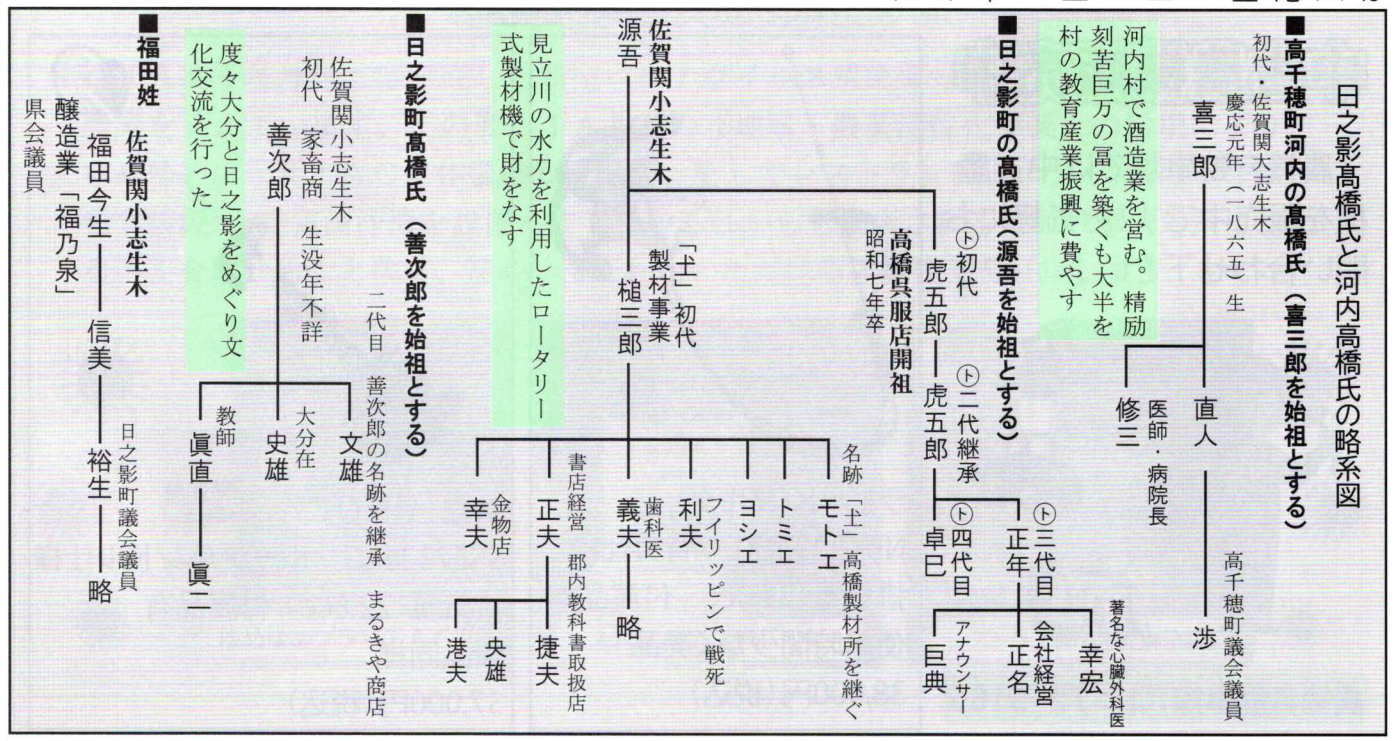 日之影髙橋氏と河内高橋氏の略系図
■高千穂町河内の髙橋氏（喜三郎を始祖とする）
初代・佐賀関大志生木
慶応元年（一八六五）生
喜三郎
直人
修三
医師・病院長
渉
高千穂町議会議員
河内村で酒造業を営む。精励
刻苦巨万の冨を築くも大半を
村の教育産業振興に費やす
■日之影町の髙橋氏（源吾を始祖とする）
佐賀関小志生木
源吾
㋣初代
虎五郎
高橋呉服店開祖
昭和七年卒
㋣二代継承
虎五郎
㋣三代目
正年
㋣四代目
卓巳
著名な心臓外科医
幸宏
会社経営
正名
アナウンサー
巨典
「土」初代
製材事業
槌三郎
名跡「土」高橋製材所を継ぐ
モトエ
トミエ
ヨシエ
利夫
フイリッピンで戦死
歯科医
義夫
略
書店経営 郡内教科書取扱店
正夫
捷夫
央雄
港夫
金物店
幸夫
見立川の水力を利用したロータリー
式製材機で財をなす
■日之影町髙橋氏（善次郎を始祖とする）
佐賀関小志生木
初代 家畜商 生没年不詳
善次郎
二代目 善次郎の名跡を継承 まるきや商店
文雄
大分在
史雄
教師
眞直
眞二
度々大分と日之影をめぐり文
化交流を行った
■福田姓
佐賀関小志生木
福田今生
信美
裕生
略
日之影町議会議員
醸造業「福乃泉」
県会議員